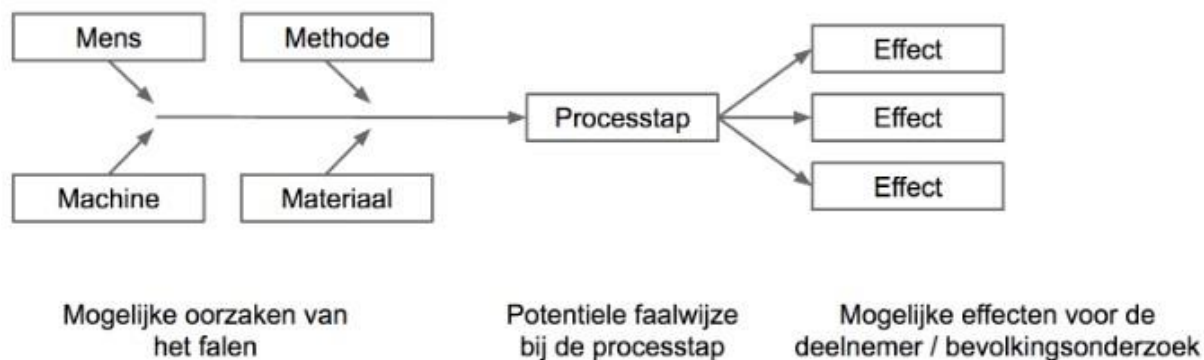 Mens
Methode
Effect
Processtap
Effect
Machine
Materiaal
Effect
Mogelijke oorzaken van
het falen
Potentiele faalwijze
bij de processtap
Mogelijke effecten voor de
deelnemer / bevolkingsonderzoek